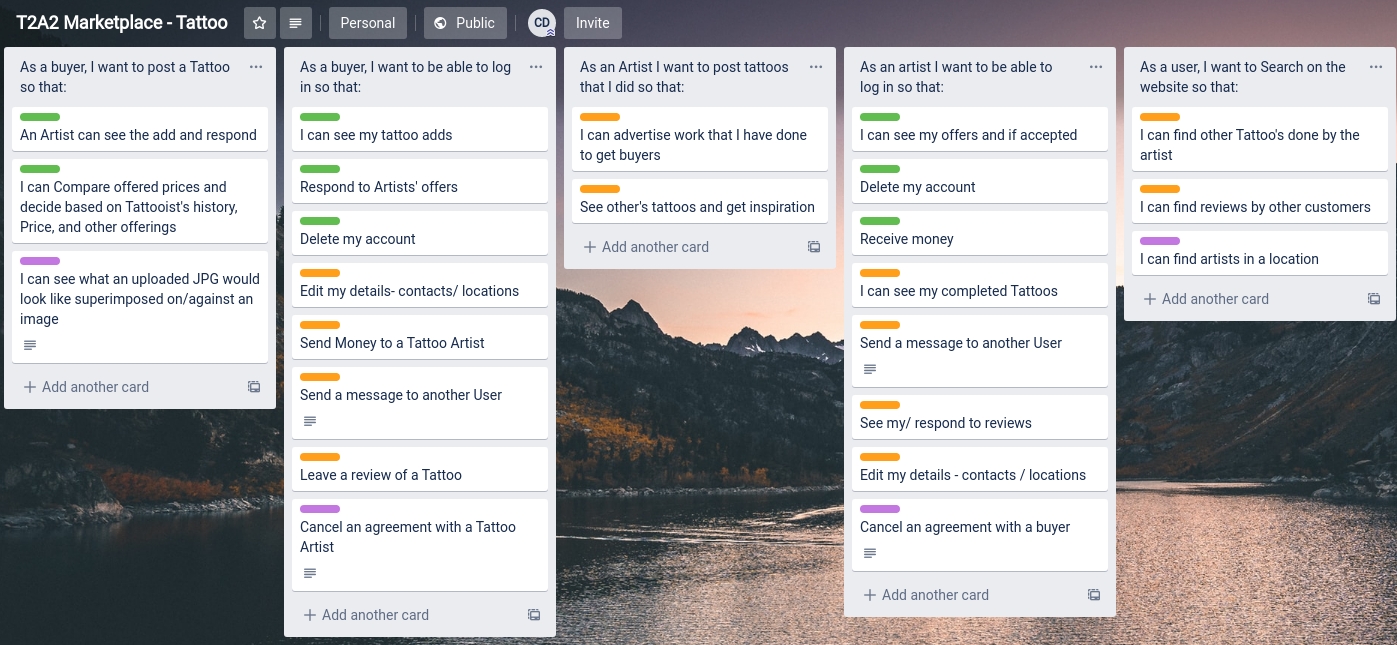 T2A2 Marketplace - Tattoo
Personal
Public
CD
Invite
As a buyer, I want to post a Tattoo
so that:
An Artist can see the add and respond
I can Compare offered prices and
decide based on Tattooist's history,
Price, and other offerings
I can see what an uploaded JPG would
look like superimposed on/against an
image
Add another card
As a buyer, I want to be able to log
in so that:
I can see my tattoo adds
Respond to Artists' offers
Delete my account
Edit my details- contacts/ locations
Send Money to a Tattoo Artist
Send a message to another User
Leave a review of a Tattoo
Cancel an agreement with a Tattoo
Artist
Add another card
As an Artist I want to post tattoos
that I did so that:
I can advertise work that I have done
to get buyers
See other's tattoos and get inspiration
Add another card
As an artist I want to be able to
log in so that:
I can see my offers and if accepted
Delete my account
Receive money
I can see my completed Tattoos
Send a message to another User
See my/ respond to reviews
Edit my details - contacts / locations
Cancel an agreement with a buyer
Add another card
As a user, I want to Search on the
website so that:
I can find other Tattoo's done by the
artist
I can find reviews by other customers
I can find artists in a location
Add another card